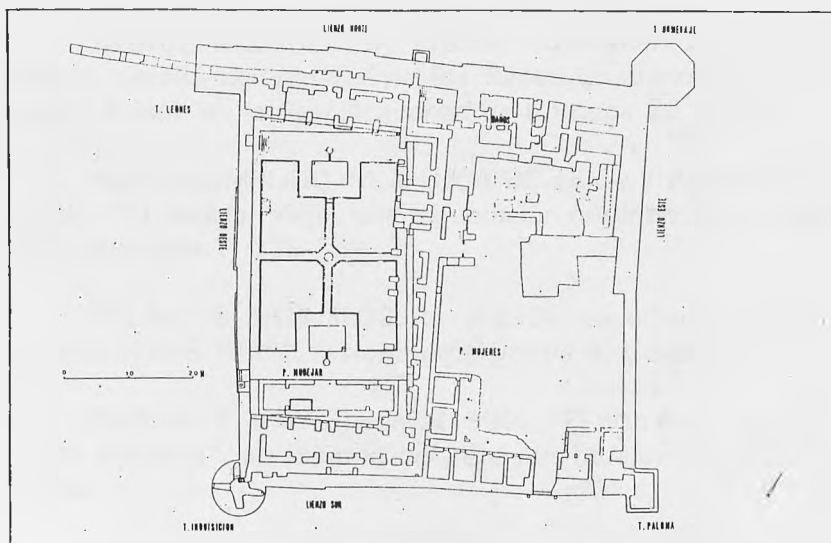 LIENZO NORTE
T. HOMENAJE
T. LEONES
BAÑOS
LIENZO OESTE
LIENZO ESTE
P. MUJERES
0 10 20 M
P. MUDEJAR
T. INQUISICION
LIENZO SUR
T. PALOMA